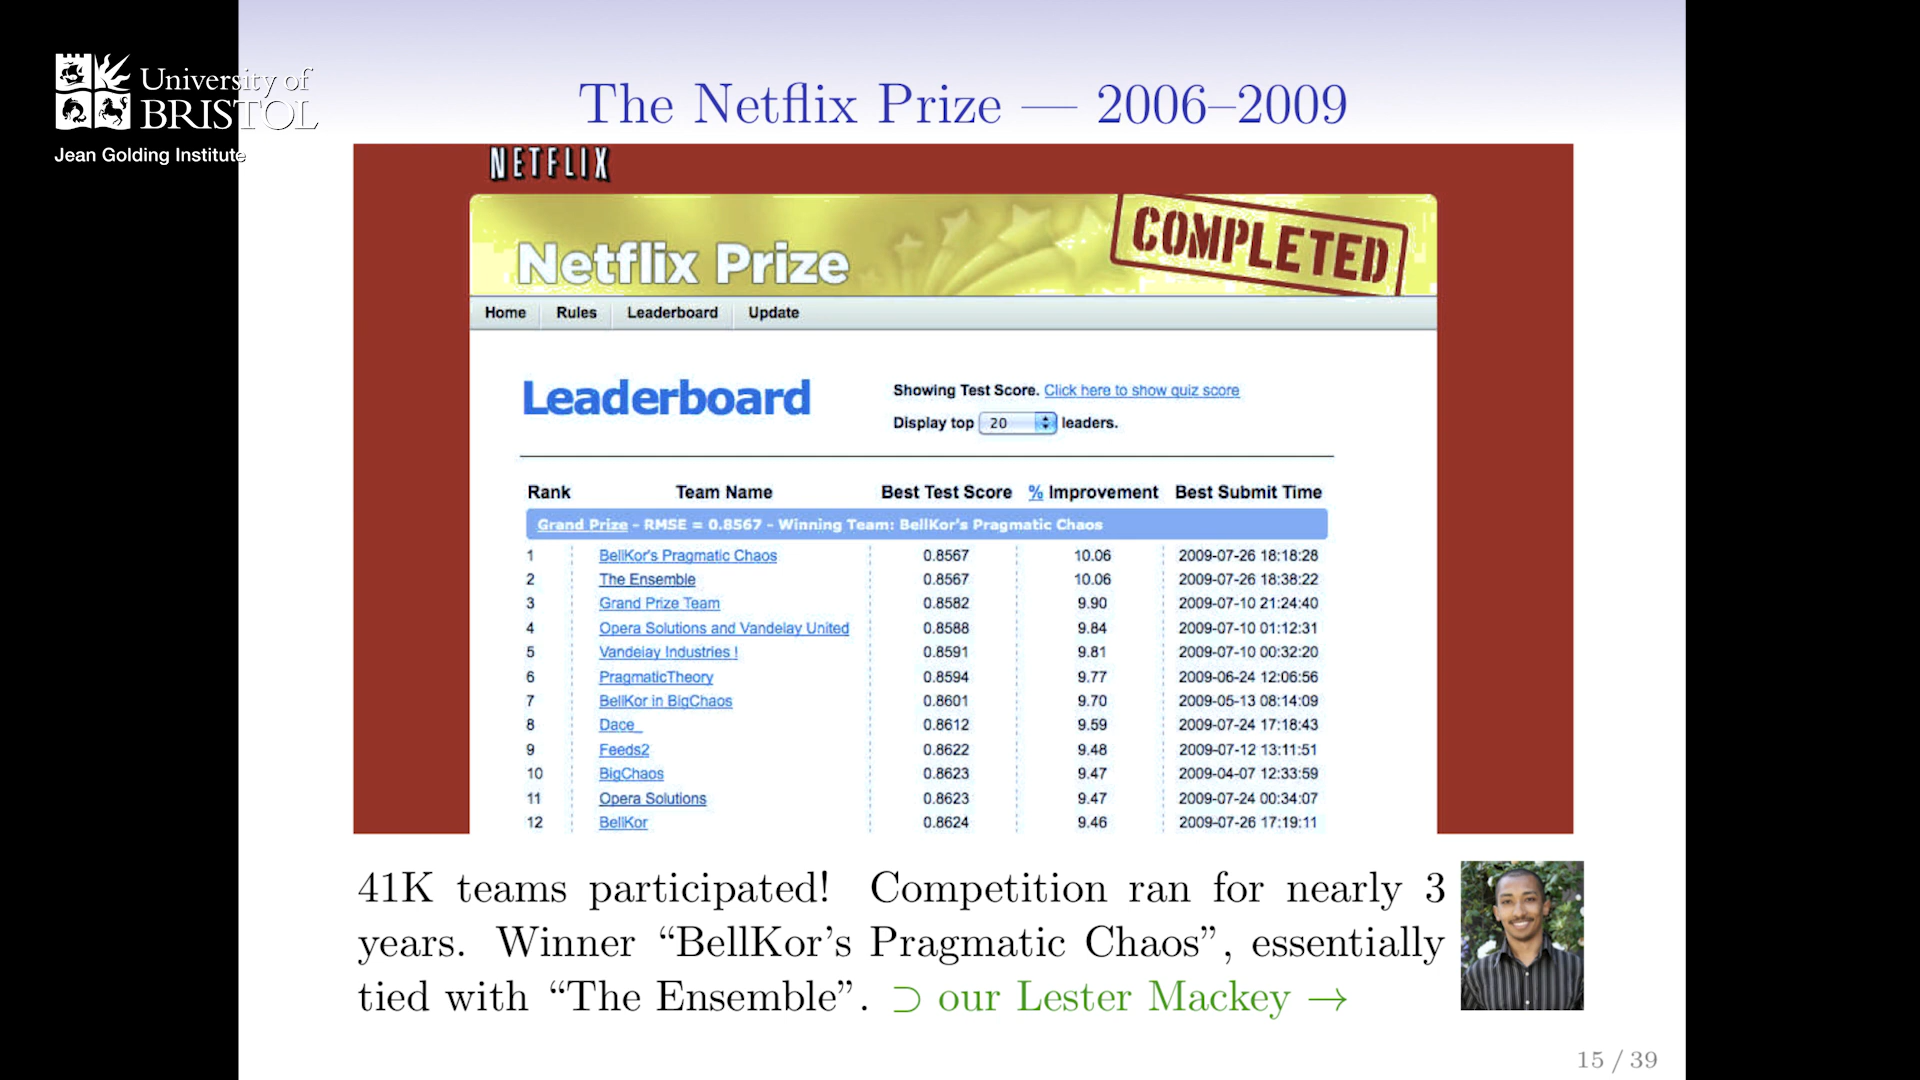 University of
BRISTOL
Jean Golding Institute
The Netflix Prize — 2006–2009
NETFLIX
Netflix Prize
COMPLETED
Home Rules Leaderboard Update
Leaderboard
Showing Test Score. Click here to show quiz score
Display top 20 leaders.
Rank Team Name Best Test Score % Improvement Best Submit Time
Grand Prize - RMSE = 0.8567 - Winning Team: BellKor's Pragmatic Chaos
1 BellKor's Pragmatic Chaos 0.8567 10.06 2009-07-26 18:18:28
2 The Ensemble 0.8567 10.06 2009-07-26 18:38:22
3 Grand Prize Team 0.8582 9.90 2009-07-10 21:24:40
4 Opera Solutions and Vandelay United 0.8588 9.84 2009-07-10 01:12:31
5 Vandelay Industries ! 0.8591 9.81 2009-07-10 00:32:20
6 PragmaticTheory 0.8594 9.77 2009-06-24 12:06:56
7 BellKor in BigChaos 0.8601 9.70 2009-05-13 08:14:09
8 Dace_ 0.8612 9.59 2009-07-24 17:18:43
9 Feeds2 0.8622 9.48 2009-07-12 13:11:51
10 BigChaos 0.8623 9.47 2009-04-07 12:33:59
11 Opera Solutions 0.8623 9.47 2009-07-24 00:34:07
12 BellKor 0.8624 9.46 2009-07-26 17:19:11
41K teams participated! Competition ran for nearly 3
years. Winner “BellKor’s Pragmatic Chaos”, essentially
tied with “The Ensemble”. ⊃ our Lester Mackey →
15 / 39